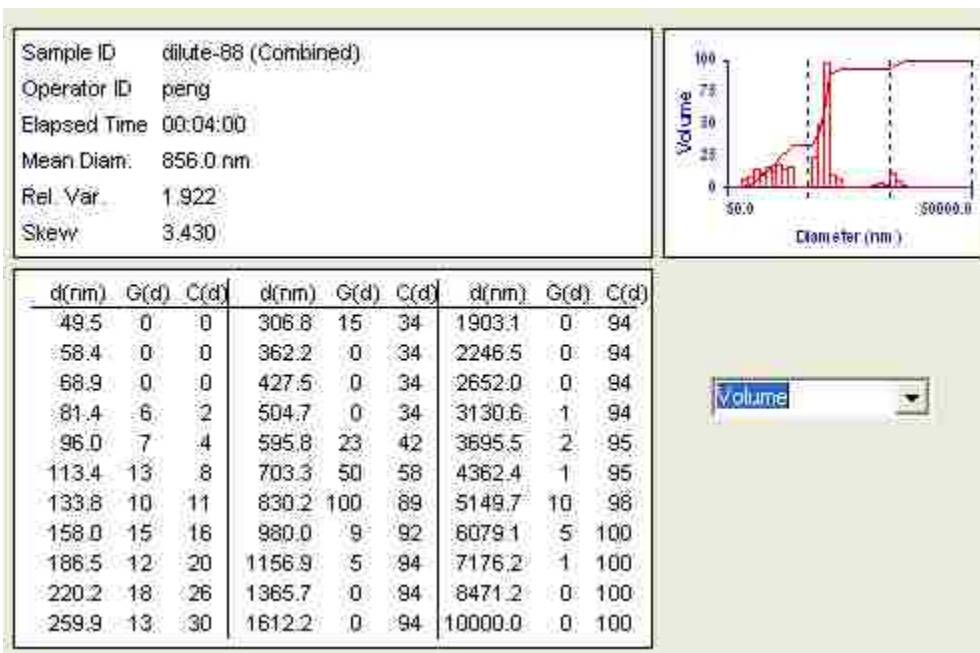 Sample ID dilute-88 (Combined)
Operator ID peng
Elapsed Time 00:04:00
Mean Diam. 856.0 nm
Rel. Var. 1.922
Skew 3.430
Volume
100
75
50
25
0
50.0 50000.0
Diameter (nm)
d(nm) G(d) C(d) d(nm) G(d) C(d) d(nm) G(d) C(d)
49.5 0 0 306.8 15 34 1903.1 0 94
58.4 0 0 362.2 0 34 2246.5 0 94
68.9 0 0 427.5 0 34 2652.0 0 94
81.4 6 2 504.7 0 34 3130.6 1 94
96.0 7 4 595.8 23 42 3695.5 2 95
113.4 13 8 703.3 50 58 4362.4 1 95
133.8 10 11 830.2 100 89 5149.7 10 98
158.0 15 16 980.0 9 92 6079.1 5 100
186.5 12 20 1156.9 5 94 7176.2 1 100
220.2 18 26 1365.7 0 94 8471.2 0 100
259.9 13 30 1612.2 0 94 10000.0 0 100
Volume